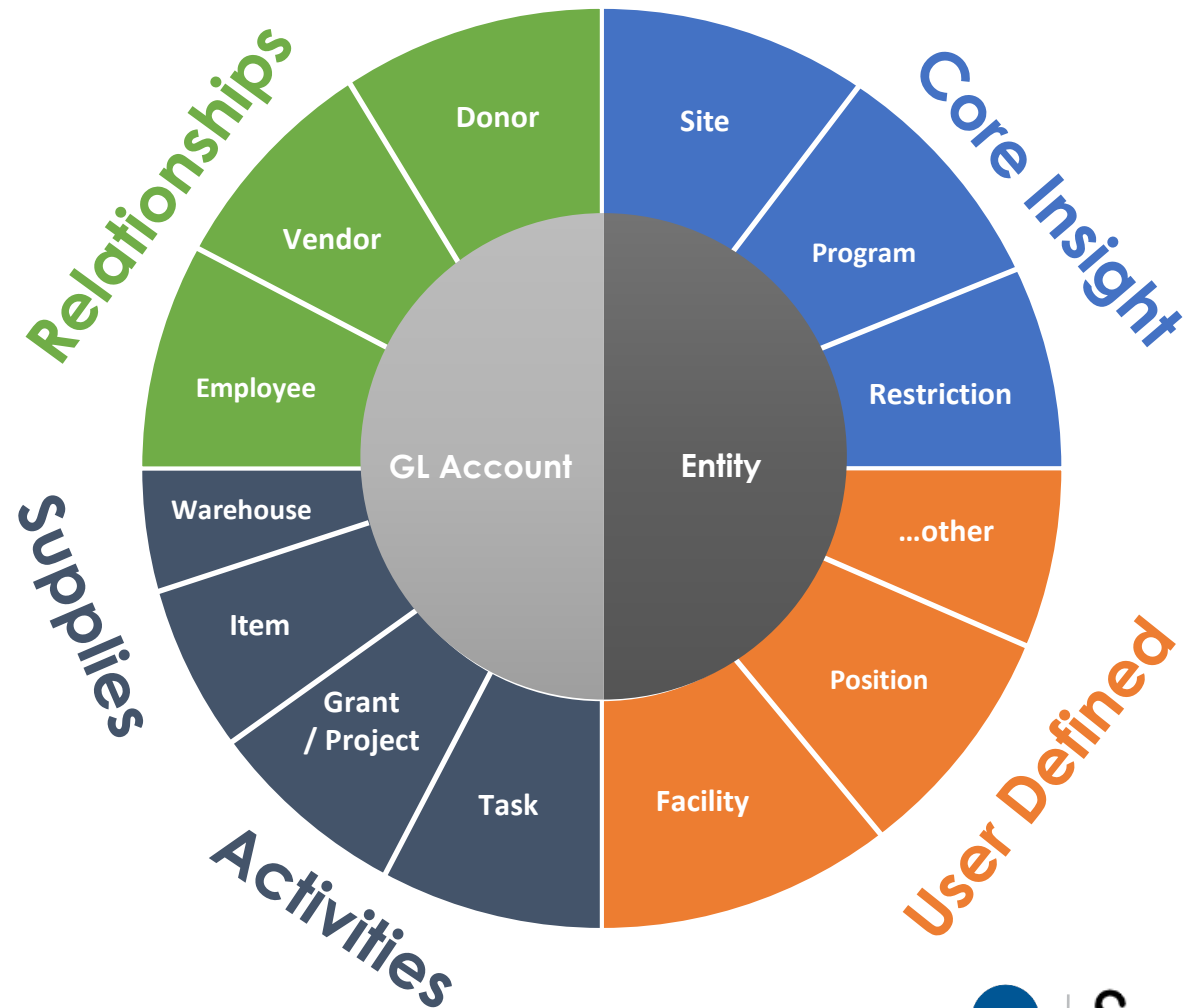 Relationships
Core Insight
Donor
Site
Vendor
Program
Employee
Restriction
GL Account
Entity
Warehouse
...other
Item
Position
Grant
/ Project
Facility
Task
Supplies
Activities
User Defined